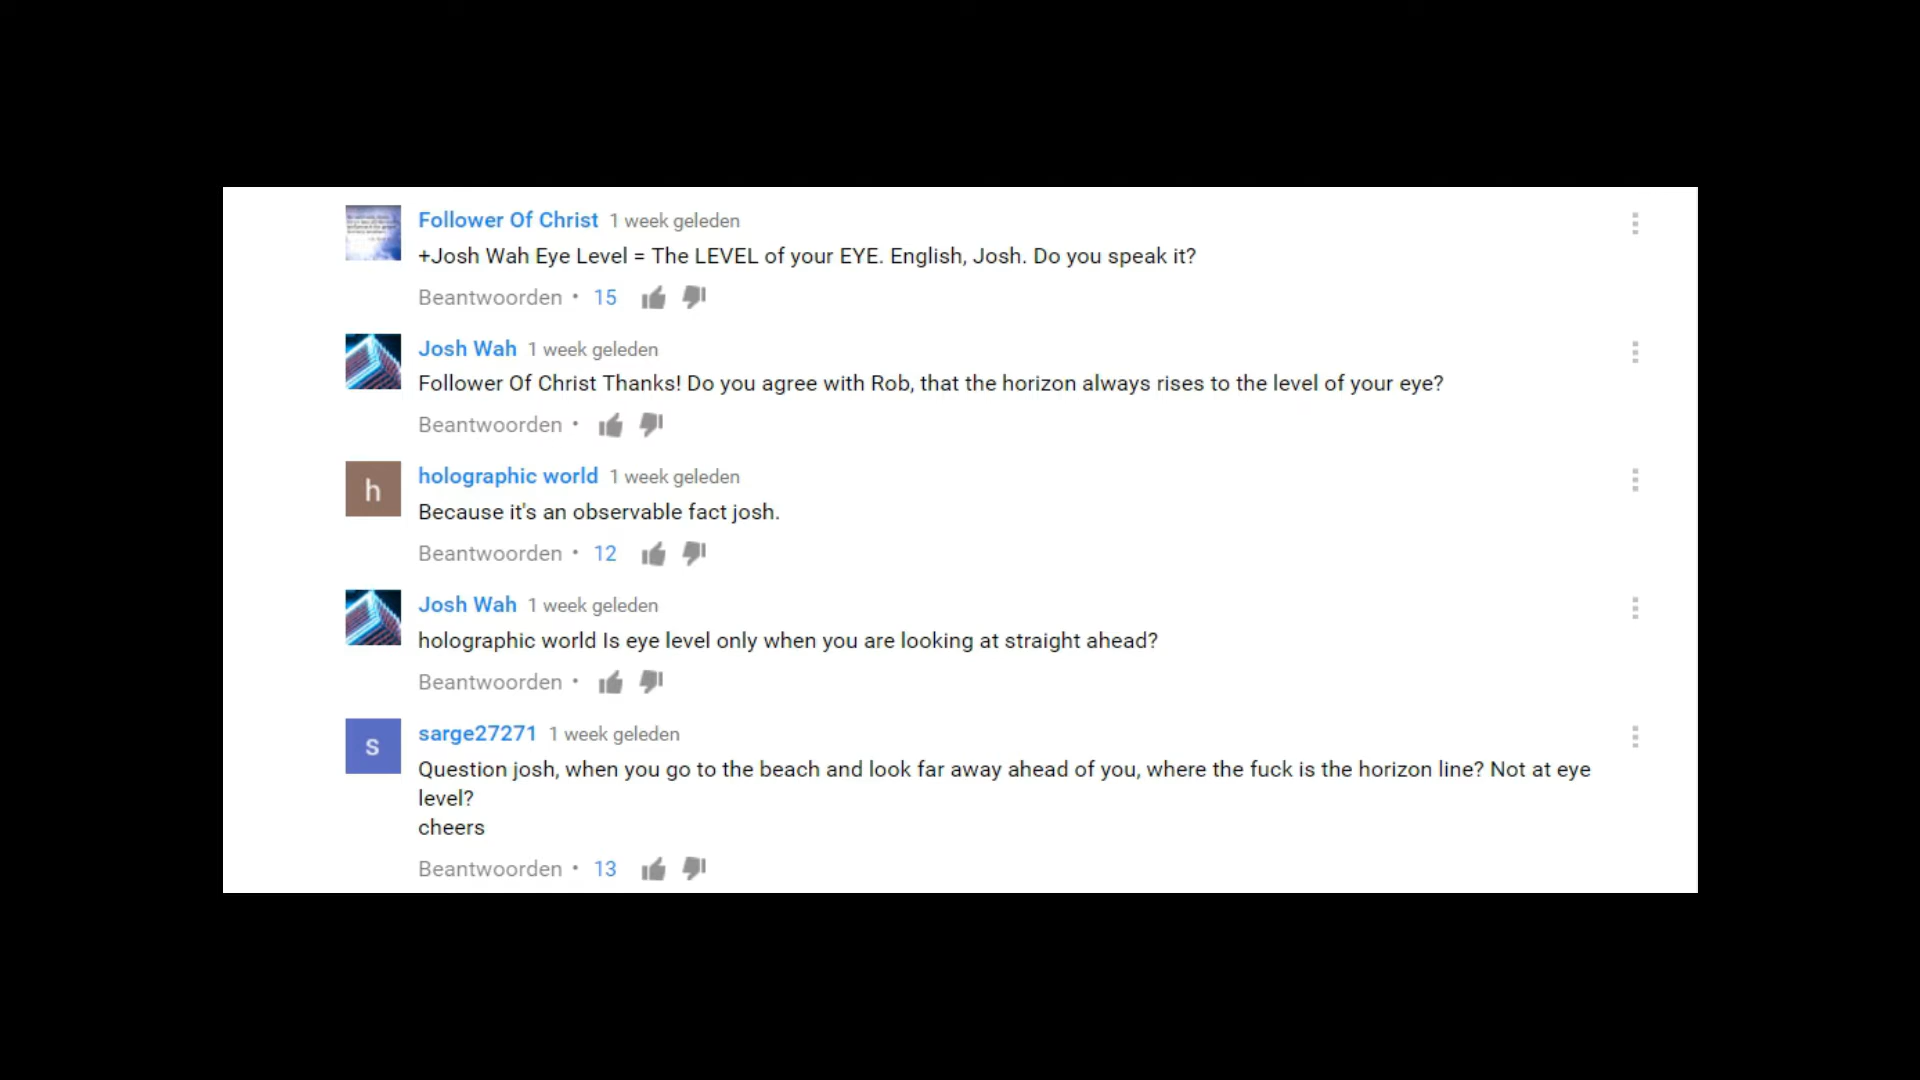 Follower Of Christ 1 week geleden
+Josh Wah Eye Level = The LEVEL of your EYE. English, Josh. Do you speak it?
Beantwoorden • 15
Josh Wah 1 week geleden
Follower Of Christ Thanks! Do you agree with Rob, that the horizon always rises to the level of your eye?
Beantwoorden •
h
holographic world 1 week geleden
Because it's an observable fact josh.
Beantwoorden • 12
Josh Wah 1 week geleden
holographic world Is eye level only when you are looking at straight ahead?
Beantwoorden •
s
sarge27271 1 week geleden
Question josh, when you go to the beach and look far away ahead of you, where the fuck is the horizon line? Not at eye
level?
cheers
Beantwoorden • 13